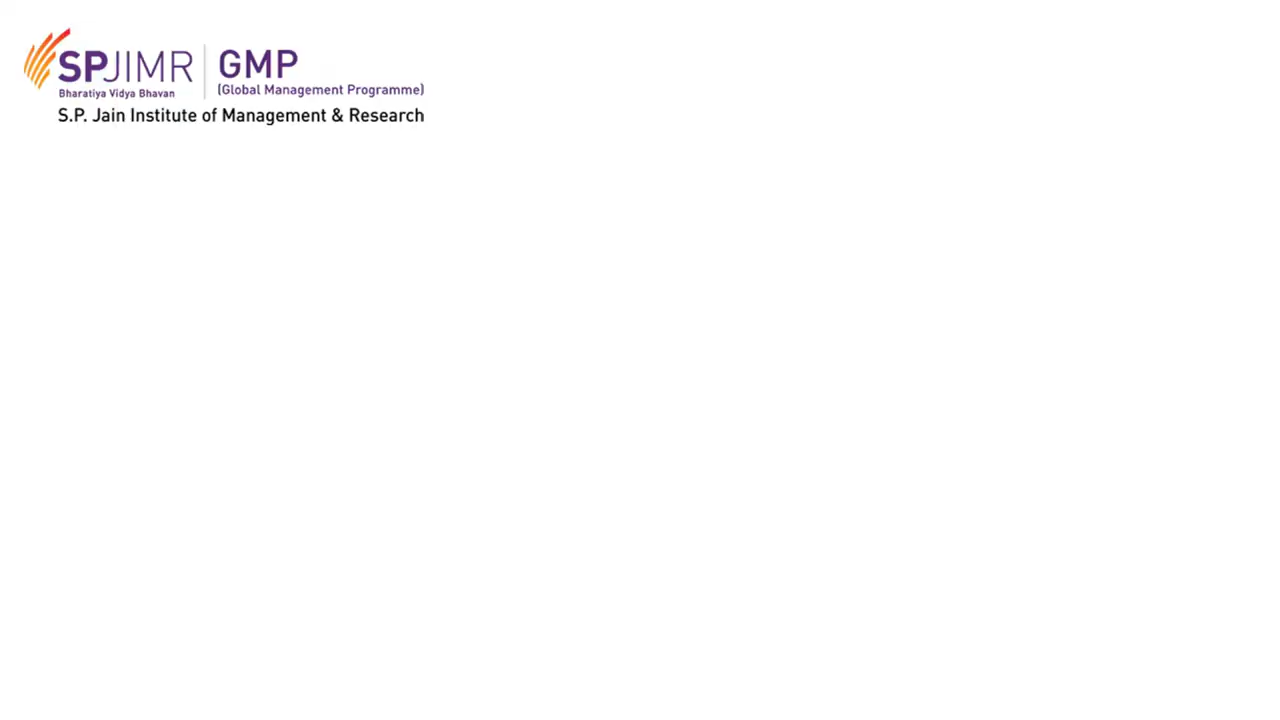 SPJIMR
Bharatiya Vidya Bhavan
GMP
(Global Management Programme)
S.P. Jain Institute of Management & Research